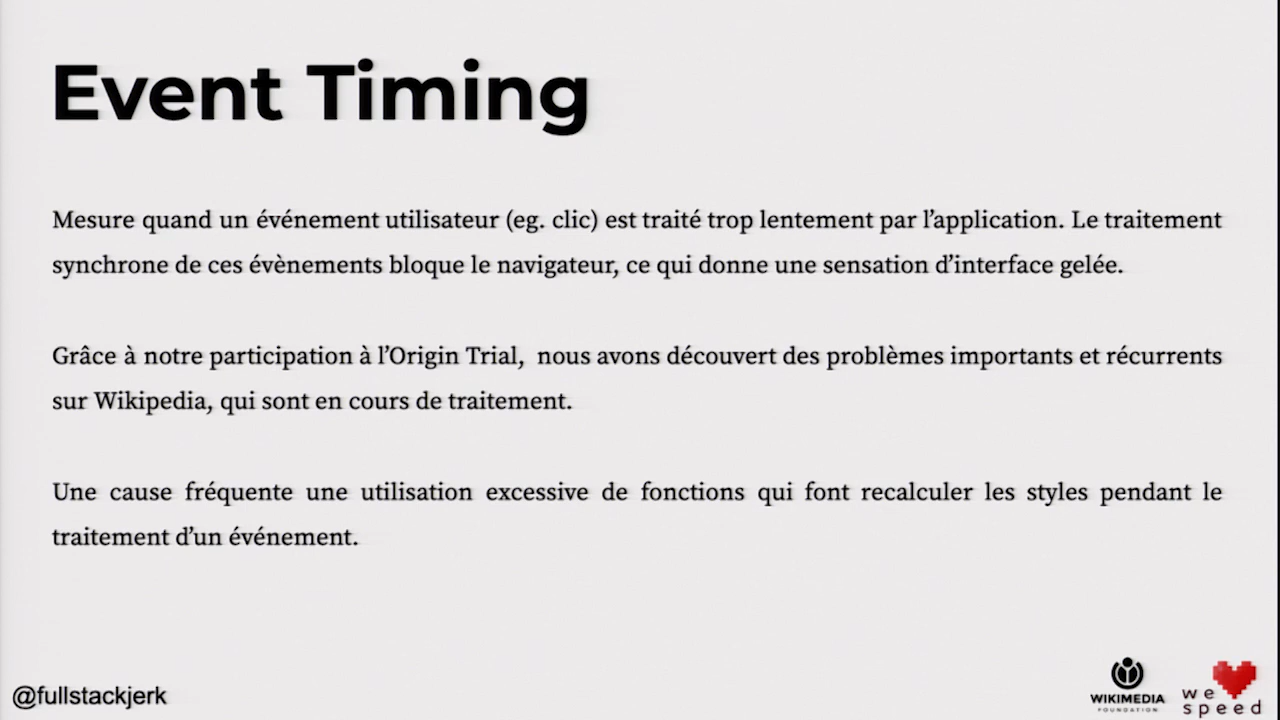 Event Timing
Mesure quand un événement utilisateur (eg. clic) est traité trop lentement par l’application. Le traitement
synchrone de ces évènements bloque le navigateur, ce qui donne une sensation d’interface gelée.
Grâce à notre participation à l’Origin Trial, nous avons découvert des problèmes importants et récurrents
sur Wikipedia, qui sont en cours de traitement.
Une cause fréquente une utilisation excessive de fonctions qui font recalculer les styles pendant le
traitement d’un événement.
@fullstackjerk
WIKIMEDIA
FOUNDATION
we
speed